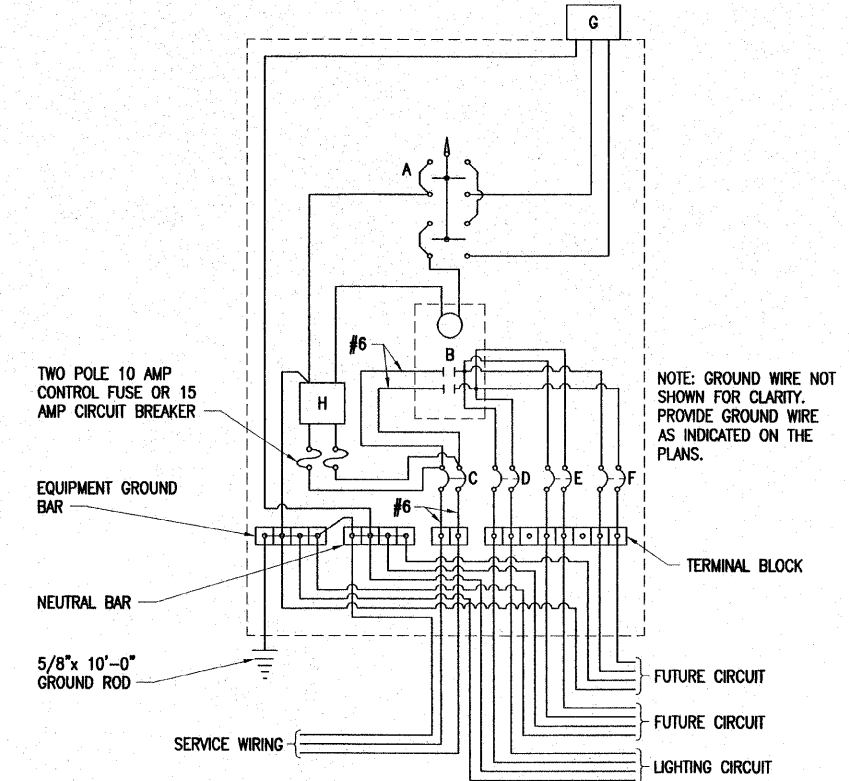 G
A
#6
B
TWO POLE 10 AMP
CONTROL FUSE OR 15
AMP CIRCUIT BREAKER
H
NOTE: GROUND WIRE NOT
SHOWN FOR CLARITY.
PROVIDE GROUND WIRE
AS INDICATED ON THE
PLANS.
C
D
E
F
EQUIPMENT GROUND
BAR
#6
TERMINAL BLOCK
NEUTRAL BAR
5/8"x 10'-0"
GROUND ROD
FUTURE CIRCUIT
FUTURE CIRCUIT
SERVICE WIRING
LIGHTING CIRCUIT